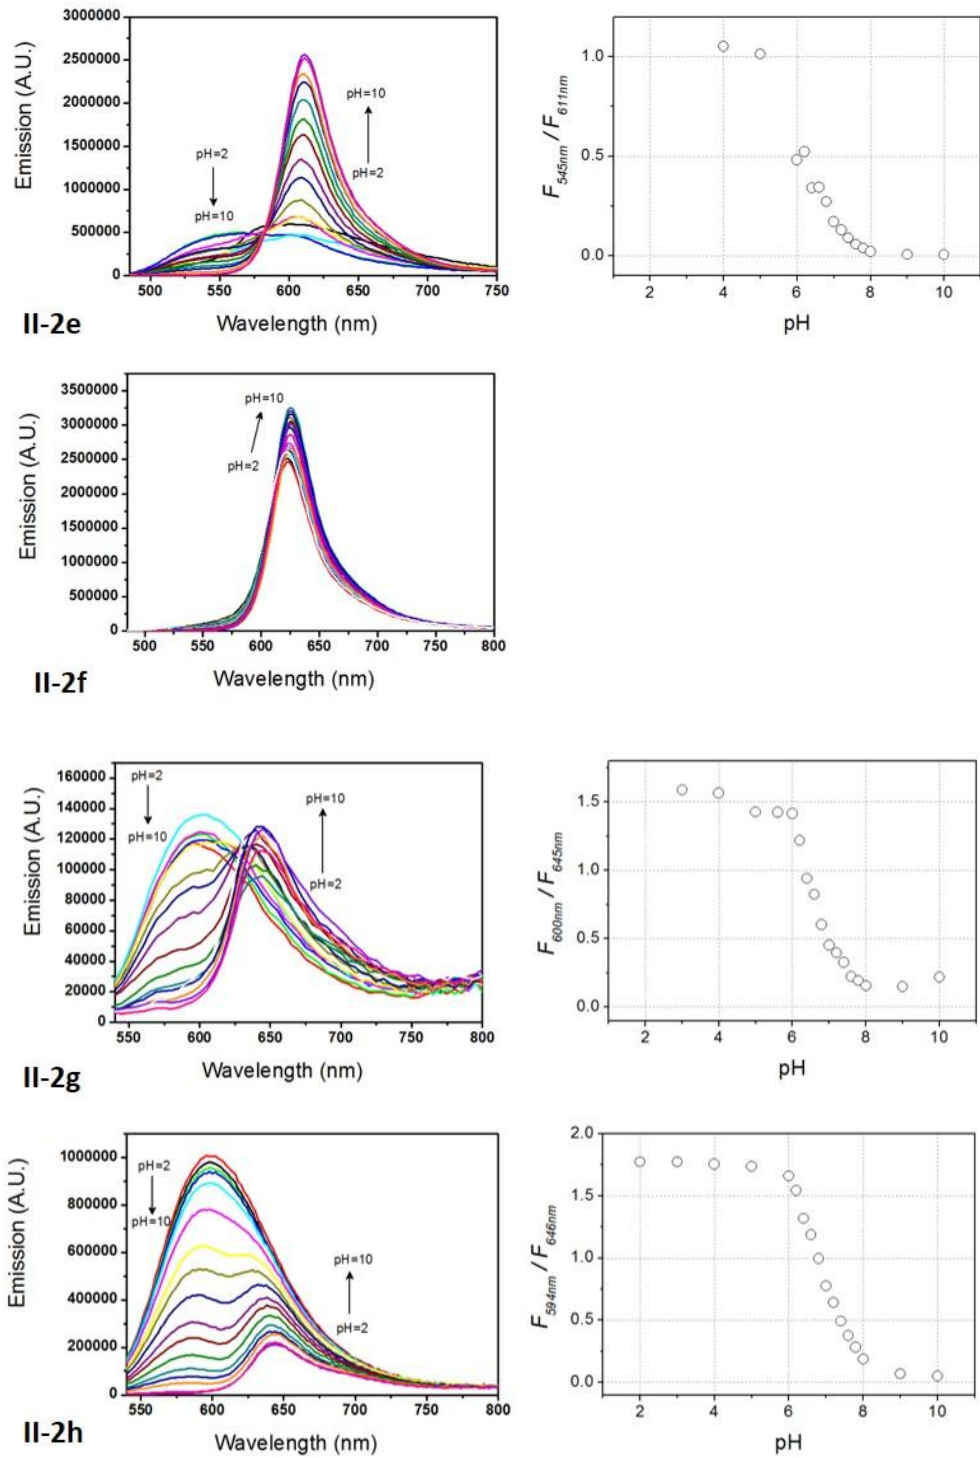 Emission (A.U.)
3000000
2500000
2000000
1500000
1000000
500000
0
pH=2
pH=10
pH=10
pH=2
500 550 600 650 700 750
Wavelength (nm)
II-2e
F545nm / F611nm
1.0
0.5
0.0
2 4 6 8 10
pH
Emission (A.U.)
3500000
3000000
2500000
2000000
1500000
1000000
500000
0
pH=10
pH=2
500 550 600 650 700 750 800
Wavelength (nm)
II-2f
Emission (A.U.)
160000
140000
120000
100000
80000
60000
40000
20000
0
pH=2
pH=10
pH=10
pH=2
550 600 650 700 750 800
Wavelength (nm)
II-2g
F600nm / F645nm
1.5
1.0
0.5
0.0
2 4 6 8 10
pH
Emission (A.U.)
1000000
800000
600000
400000
200000
0
pH=2
pH=10
pH=10
pH=2
550 600 650 700 750 800
Wavelength (nm)
II-2h
F594nm / F646nm
2.0
1.5
1.0
0.5
0.0
2 4 6 8 10
pH